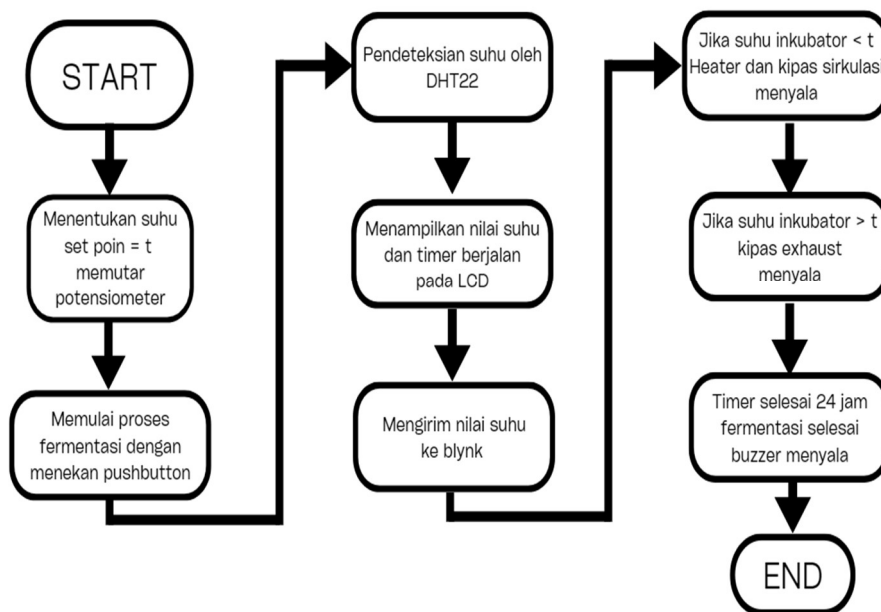 START
Menentukan suhu
set poin = t
memutar
potensiometer
Memulai proses
fermentasi dengan
menekan pushbutton
Pendeteksian suhu oleh
DHT22
Menampilkan nilai suhu
dan timer berjalan
pada LCD
Mengirim nilai suhu
ke blynk
Jika suhu inkubator < t
Heater dan kipas sirkulasi
menyala
Jika suhu inkubator > t
kipas exhaust
menyala
Timer selesai 24 jam
fermentasi selesai
buzzer menyala
END